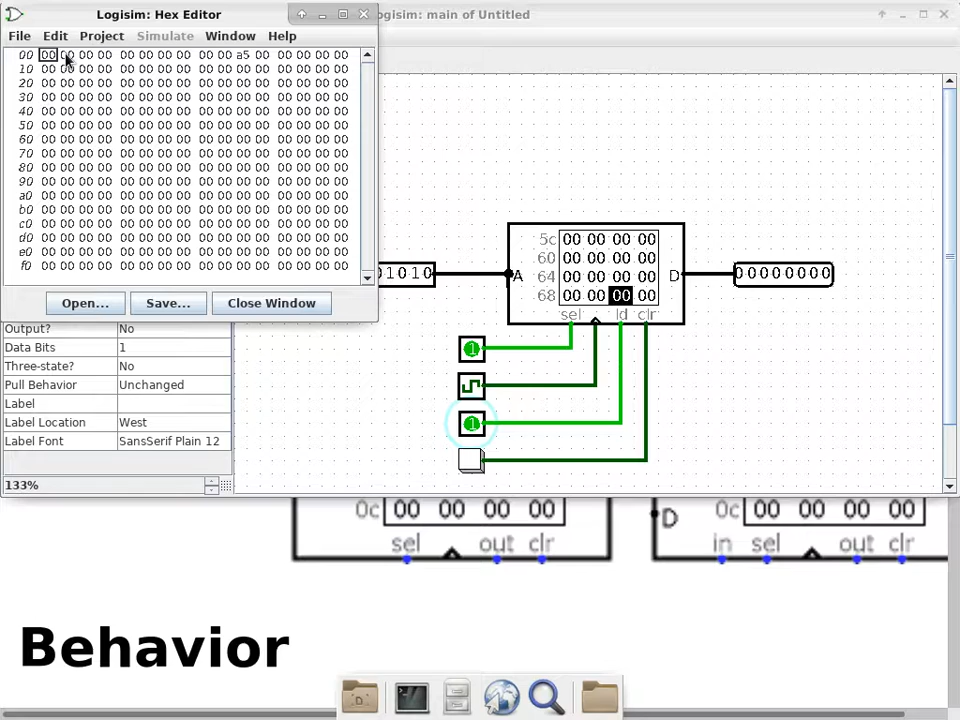 Logisim: Hex Editor
File Edit Project Simulate Window Help
00 00 00 00 00 00 00 00 00 00 00 a5 00 00 00 00 00
10 00 00 00 00 00 00 00 00 00 00 00 00 00 00 00 00
20 00 00 00 00 00 00 00 00 00 00 00 00 00 00 00 00
30 00 00 00 00 00 00 00 00 00 00 00 00 00 00 00 00
40 00 00 00 00 00 00 00 00 00 00 00 00 00 00 00 00
50 00 00 00 00 00 00 00 00 00 00 00 00 00 00 00 00
60 00 00 00 00 00 00 00 00 00 00 00 00 00 00 00 00
70 00 00 00 00 00 00 00 00 00 00 00 00 00 00 00 00
80 00 00 00 00 00 00 00 00 00 00 00 00 00 00 00 00
90 00 00 00 00 00 00 00 00 00 00 00 00 00 00 00 00
a0 00 00 00 00 00 00 00 00 00 00 00 00 00 00 00 00
b0 00 00 00 00 00 00 00 00 00 00 00 00 00 00 00 00
c0 00 00 00 00 00 00 00 00 00 00 00 00 00 00 00 00
d0 00 00 00 00 00 00 00 00 00 00 00 00 00 00 00 00
e0 00 00 00 00 00 00 00 00 00 00 00 00 00 00 00 00
f0 00 00 00 00 00 00 00 00 00 00 00 00 00 00 00 00
Open... Save... Close Window
ogisim: main of Untitled
Output? No
Data Bits 1
Three-state? No
Pull Behavior Unchanged
Label
Label Location West
Label Font SansSerif Plain 12
133%
1010
A
5c 00 00 00 00
60 00 00 00 00
64 00 00 00 00
68 00 00 00 00
D
sel ld clr
00000000
1
1
0c 00 00 00 00
sel out clr
D
0c 00 00 00 00
in sel out clr
Behavior